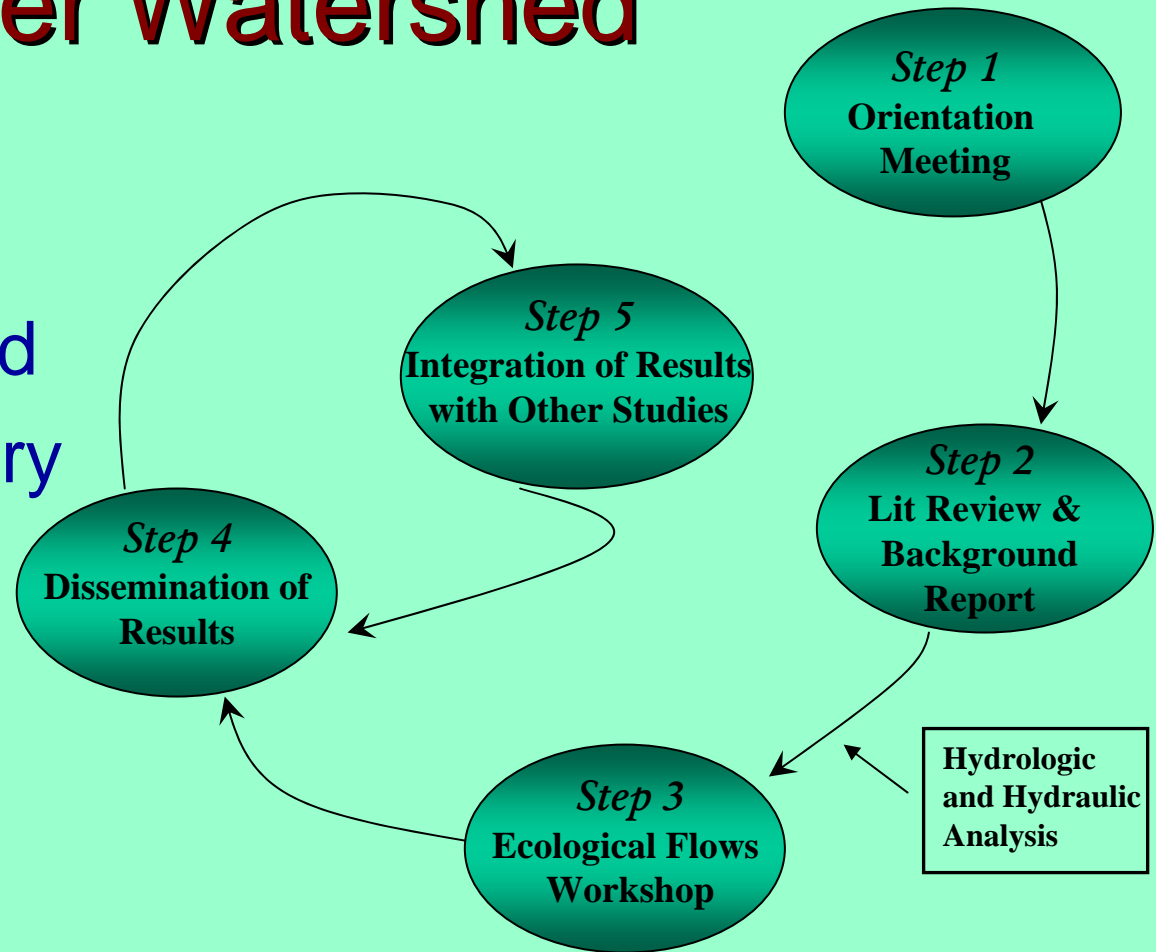 er Watershed
Step 1
Orientation
Meeting
d
ry
Step 5
Integration of Results
with Other Studies
Step 2
Lit Review &
Background
Report
Step 4
Dissemination of
Results
Hydrologic
and Hydraulic
Analysis
Step 3
Ecological Flows
Workshop